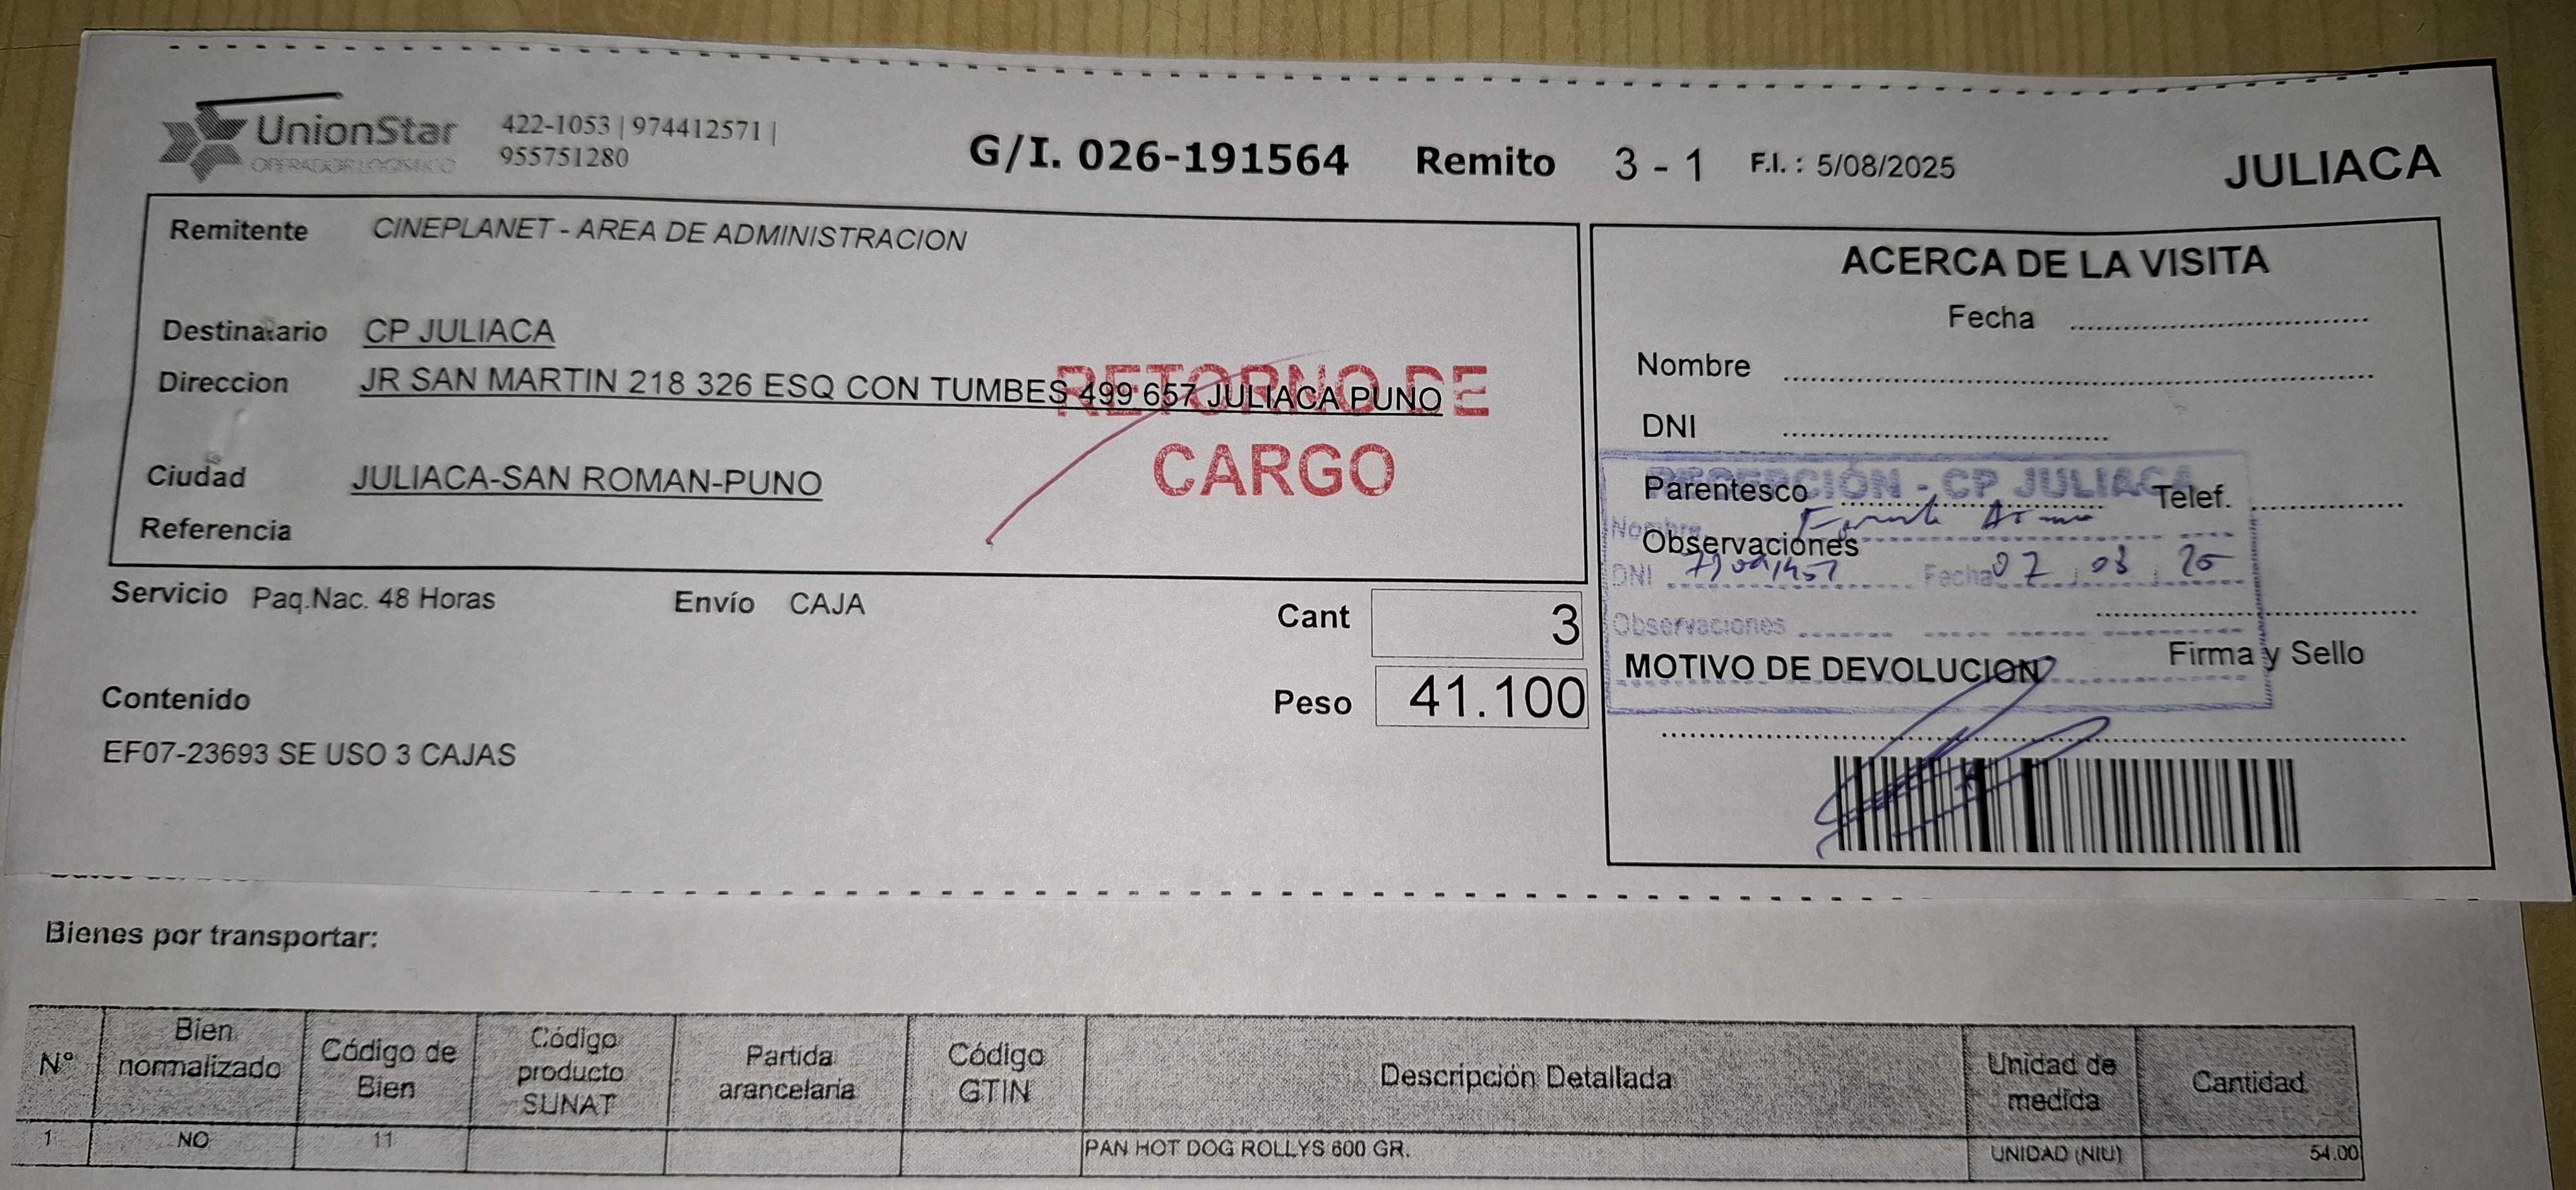 UnionStar
OPERADOR LOGISTICO
422-1053 | 974412571 |
955751280
G/I. 026-191564 Remito 3 - 1 F.I. : 5/08/2025
JULIACA
Remitente CINEPLANET - AREA DE ADMINISTRACION
Destinatario CP JULIACA
Direccion JR SAN MARTIN 218 326 ESQ CON TUMBES 499 657 JULIACA PUNO
RETORNO DE
CARGO
Ciudad JULIACA-SAN ROMAN-PUNO
Referencia
Servicio Paq.Nac. 48 Horas Envío CAJA
Cant 3
Peso 41.100
Contenido
EF07-23693 SE USO 3 CAJAS
ACERCA DE LA VISITA
Fecha
Nombre
DNI
Parentesco Telef.
Observaciones
Firma y Sello
MOTIVO DE DEVOLUCION
RECEPCIÓN - CP JULIACA
Nombre
DNI Fecha 07
Observaciones
Bienes por transportar:
N° Bien normalizado Código de Bien Código producto SUNAT Partida arancelaria Código GTIN Descripción Detallada Unidad de medida Cantidad
1 NO 11 PAN HOT DOG ROLLYS 600 GR. UNIDAD (NIU) 54.00